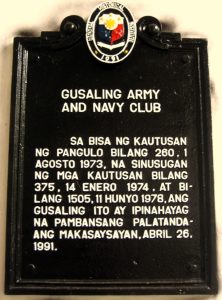 1941
GUSALING ARMY
AND NAVY CLUB
SA BISA NG KAUTUSAN
NG PANGULO BILANG 260, 1
AGOSTO 1973, NA SINUSUGAN
NG MGA KAUTUSAN BILANG
375, 14 ENERO 1974, AT BI-
LANG 1505, 11 HUNYO 1978, ANG
GUSALING ITO AY IPINAHAYAG
NA PAMBANSANG PALATANDA-
ANG MAKASAYSAYAN, ABRIL 26,
1991.